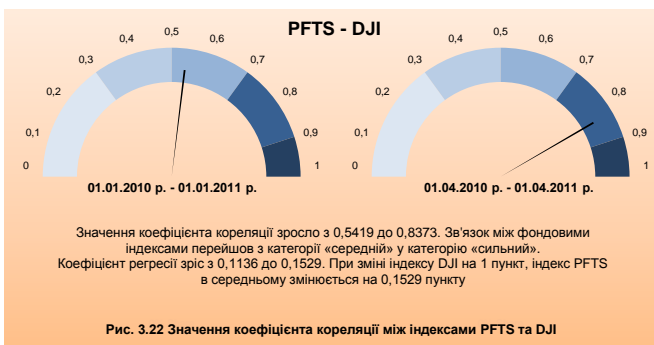 PFTS - DJI
0
0,1
0,2
0,3
0,4
0,5
0,6
0,7
0,8
0,9
1
01.01.2010 р. - 01.01.2011 р.
0
0,1
0,2
0,3
0,4
0,5
0,6
0,7
0,8
0,9
1
01.04.2010 р. - 01.04.2011 р.
Значення коефіцієнта кореляції зросло з 0,5419 до 0,8373. Зв'язок між фондовими
індексами перейшов з категорії «середній» у категорію «сильний».
Коефіцієнт регресії зріс з 0,1136 до 0,1529. При зміні індексу DJI на 1 пункт, індекс PFTS
в середньому змінюється на 0,1529 пункту
Рис. 3.22 Значення коефіцієнта кореляції між індексами PFTS та DJI